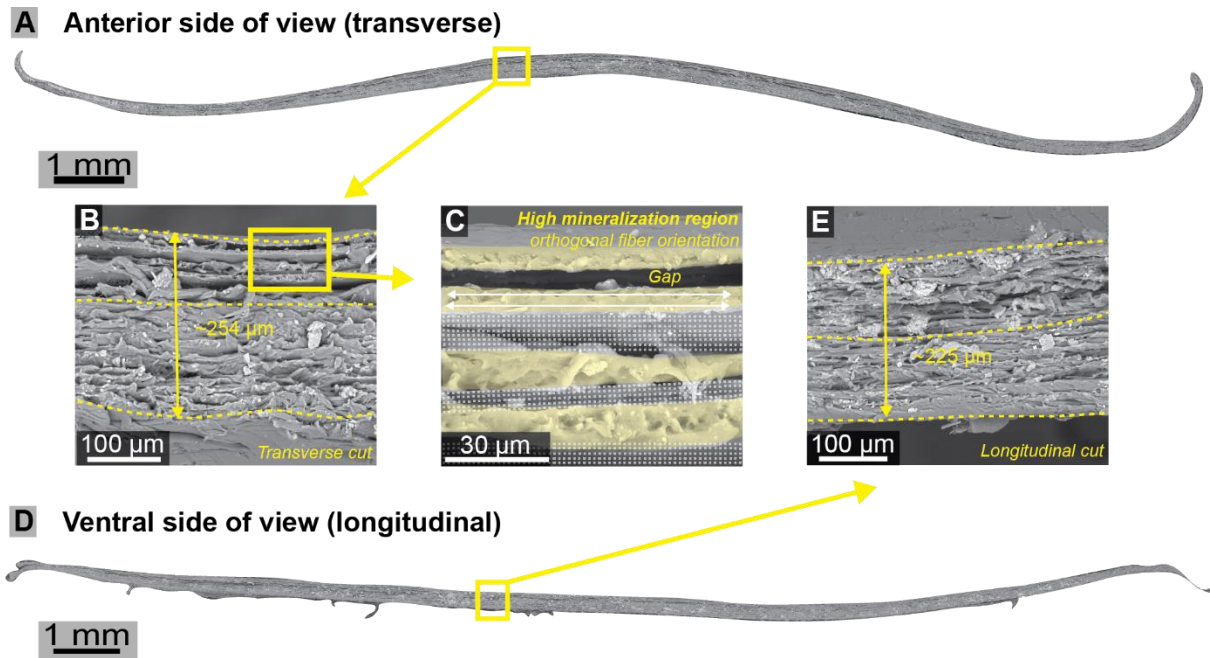 A Anterior side of view (transverse)
1 mm
B
~254 µm
100 µm
Transverse cut
C
High mineralization region
orthogonal fiber orientation
Gap
30 µm
E
~225 µm
100 µm
Longitudinal cut
D Ventral side of view (longitudinal)
1 mm